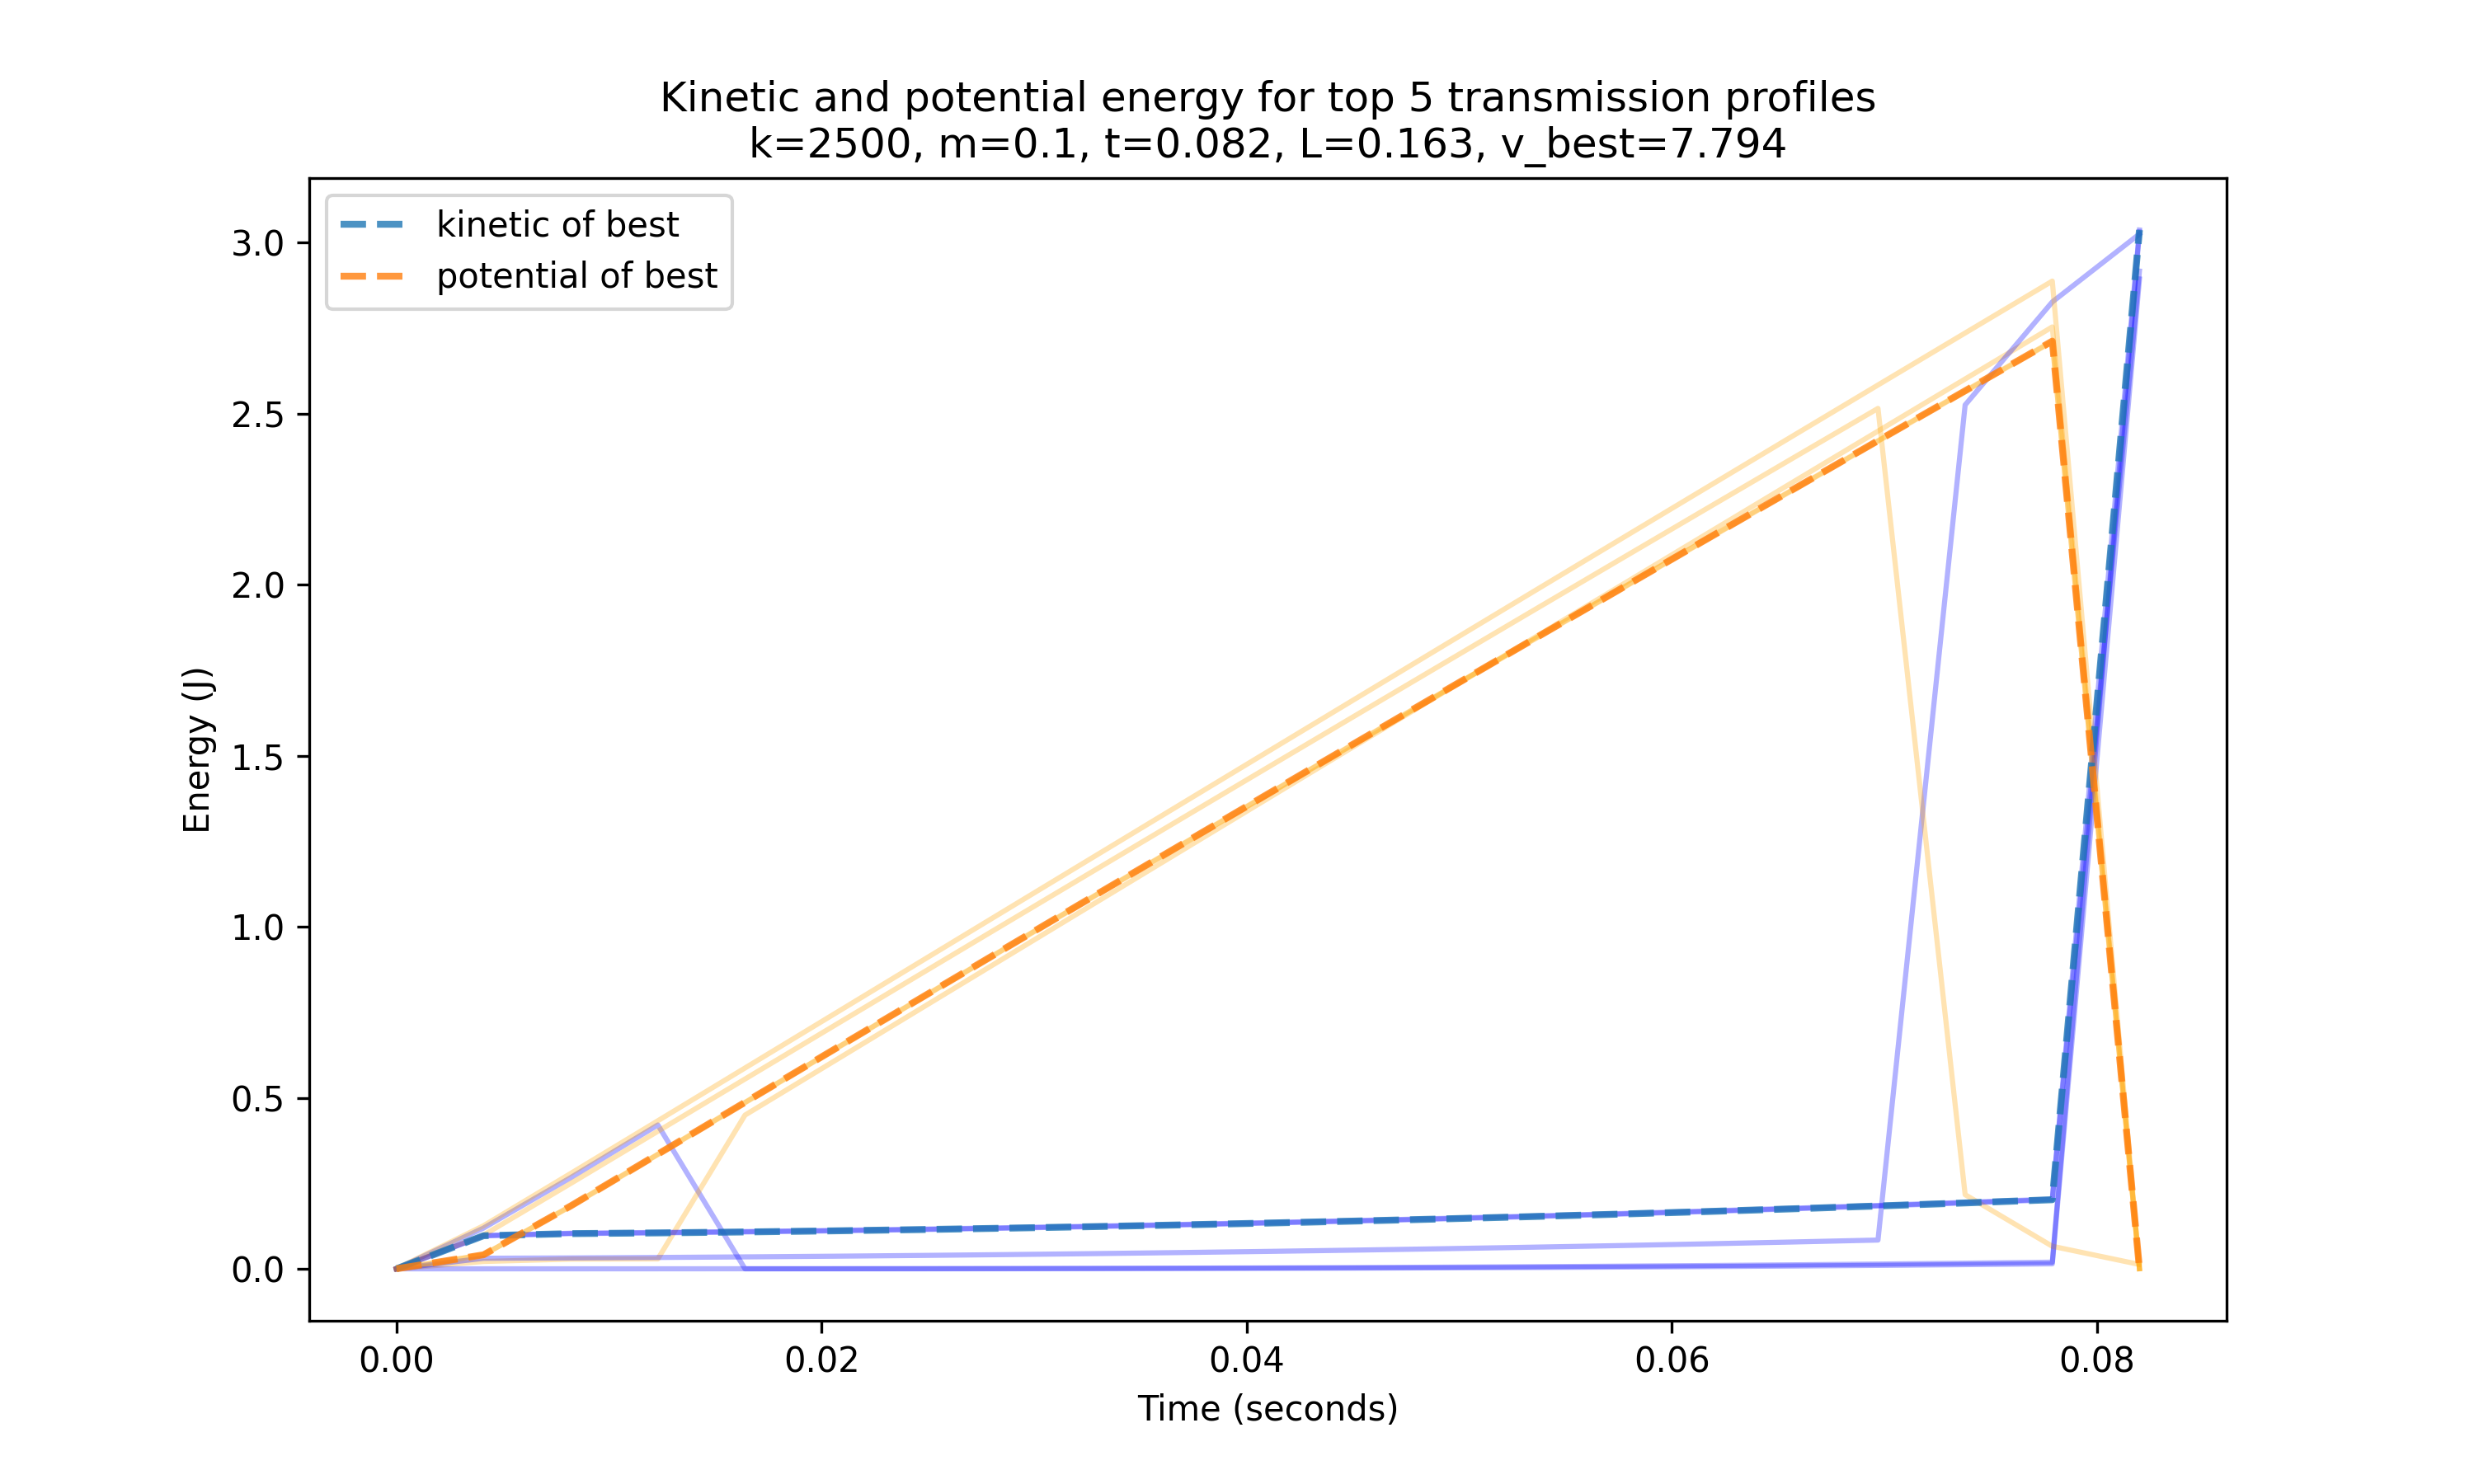 Kinetic and potential energy for top 5 transmission profiles
k=2500, m=0.1, t=0.082, L=0.163, v_best=7.794
kinetic of best
potential of best
3.0
2.5
2.0
1.5
1.0
0.5
0.0
Energy (J)
0.00 0.02 0.04 0.06 0.08
Time (seconds)